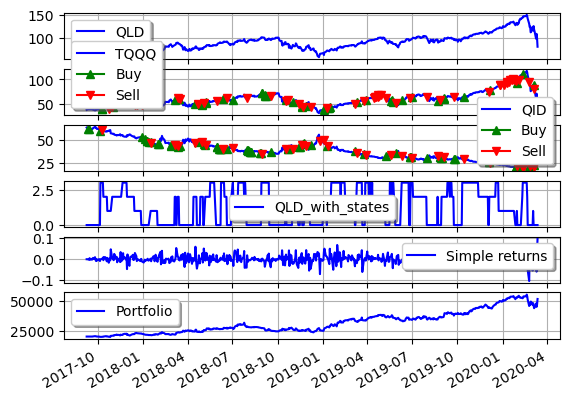 150
100
QLD
TQQQ
Buy
Sell
100
50
QID
Buy
Sell
50
25
2.5
0.0
QLD_with_states
0.1
0.0
-0.1
Simple returns
50000
25000
Portfolio
2017-10
2018-01
2018-04
2018-07
2018-10
2019-01
2019-04
2019-07
2019-10
2020-01
2020-04